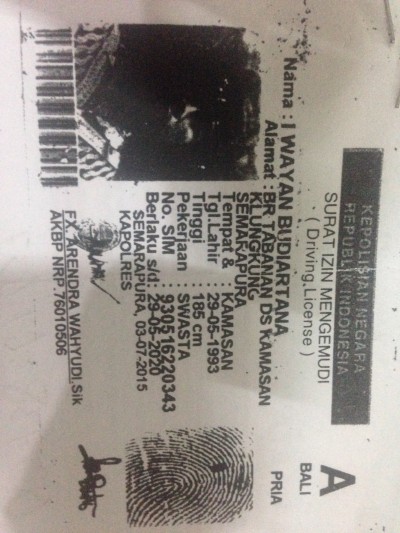 KEPOLISIAN NEGARA
REPUBLIK INDONESIA
SURAT IZIN MENGEMUDI
( Driving License )
A
BALI
PRIA
Nama : I WAYAN BUDIARTANA
Alamat :BR TABANAN DS KAMASAN
KLUNGKUNG
SEMARAPURA
Tempat & : KAMASAN
Tgl.Lahir : 29-05-1993
Tinggi : 185 cm
Pekerjaan : SWASTA
No. SIM : 930516220343
Berlaku s/d : 29-05-2020
SEMARAPURA, 03-07-2015
KAPOLRES
FX. ARENDRA WAHYUDI,Sik
AKBP NRP.76010506